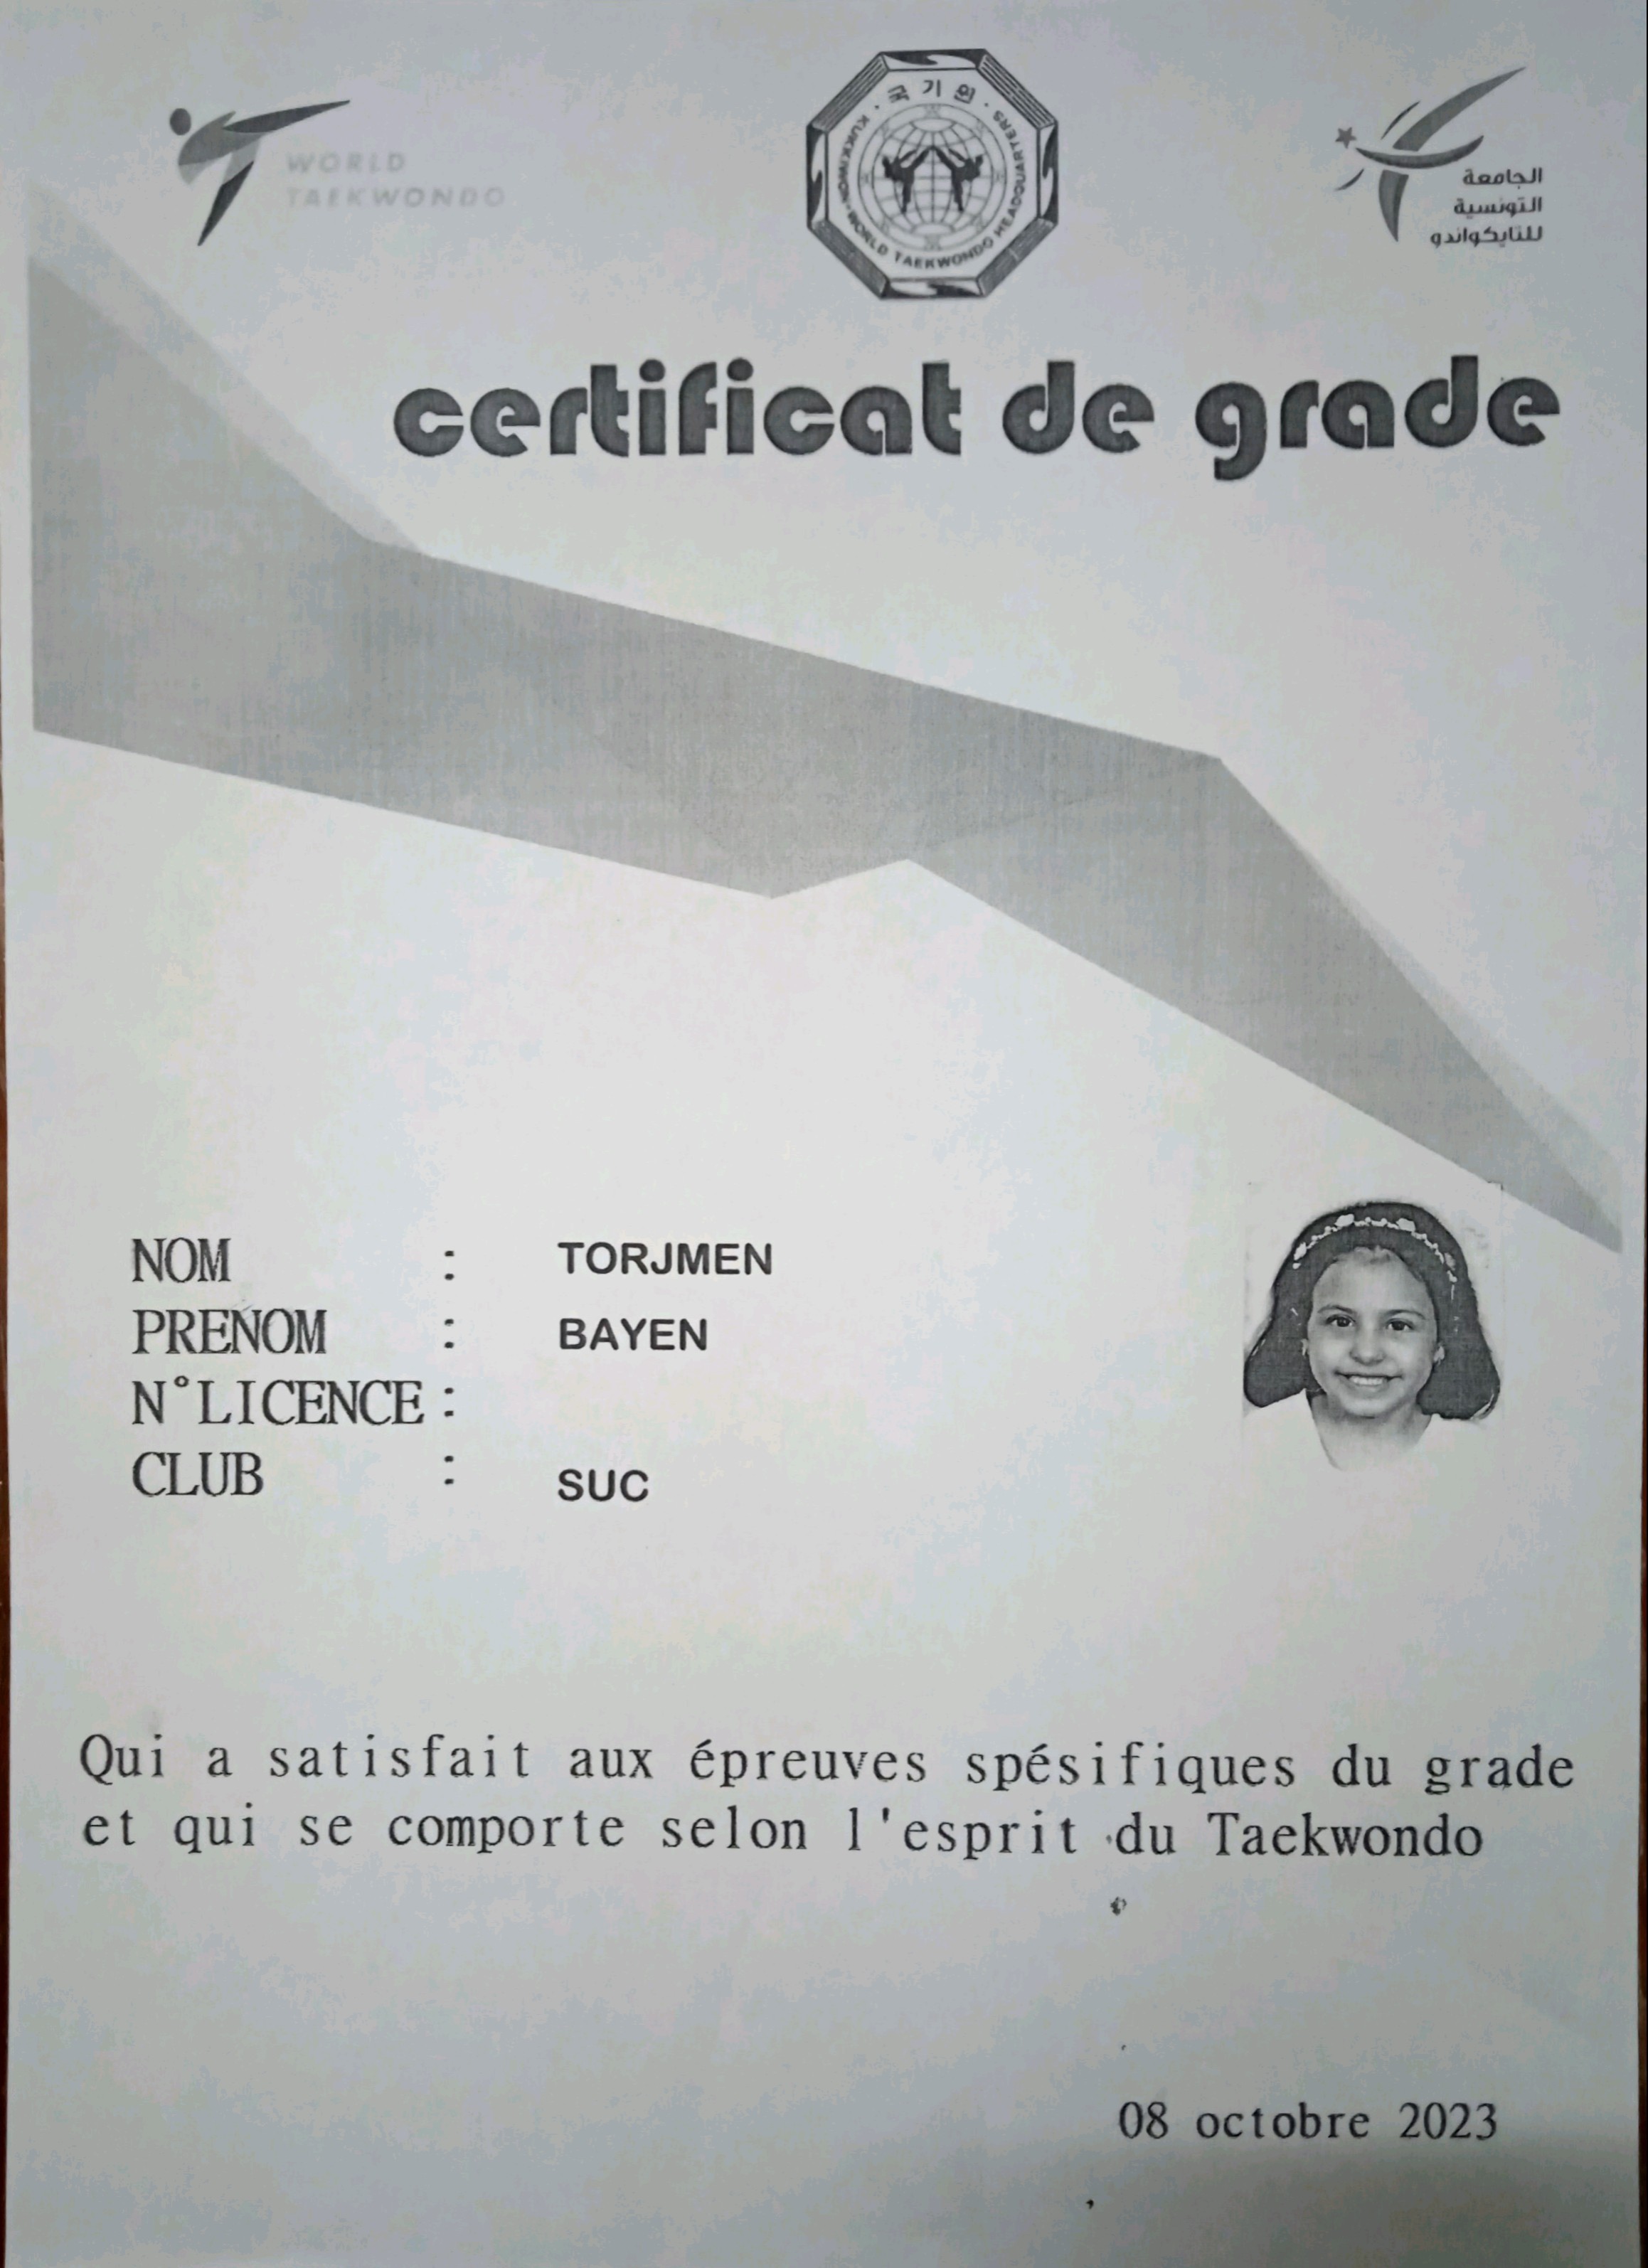 WORLD
TAEKWONDO
국기원
KUKKIWON · WORLD TAEKWONDO HEADQUARTERS
الجامعة
التونسية
للتايكواندو
certificat de grade
NOM : TORJMEN
PRENOM : BAYEN
N°LICENCE :
CLUB : SUC
Qui a satisfait aux épreuves spésifiques du grade
et qui se comporte selon l'esprit du Taekwondo
08 octobre 2023